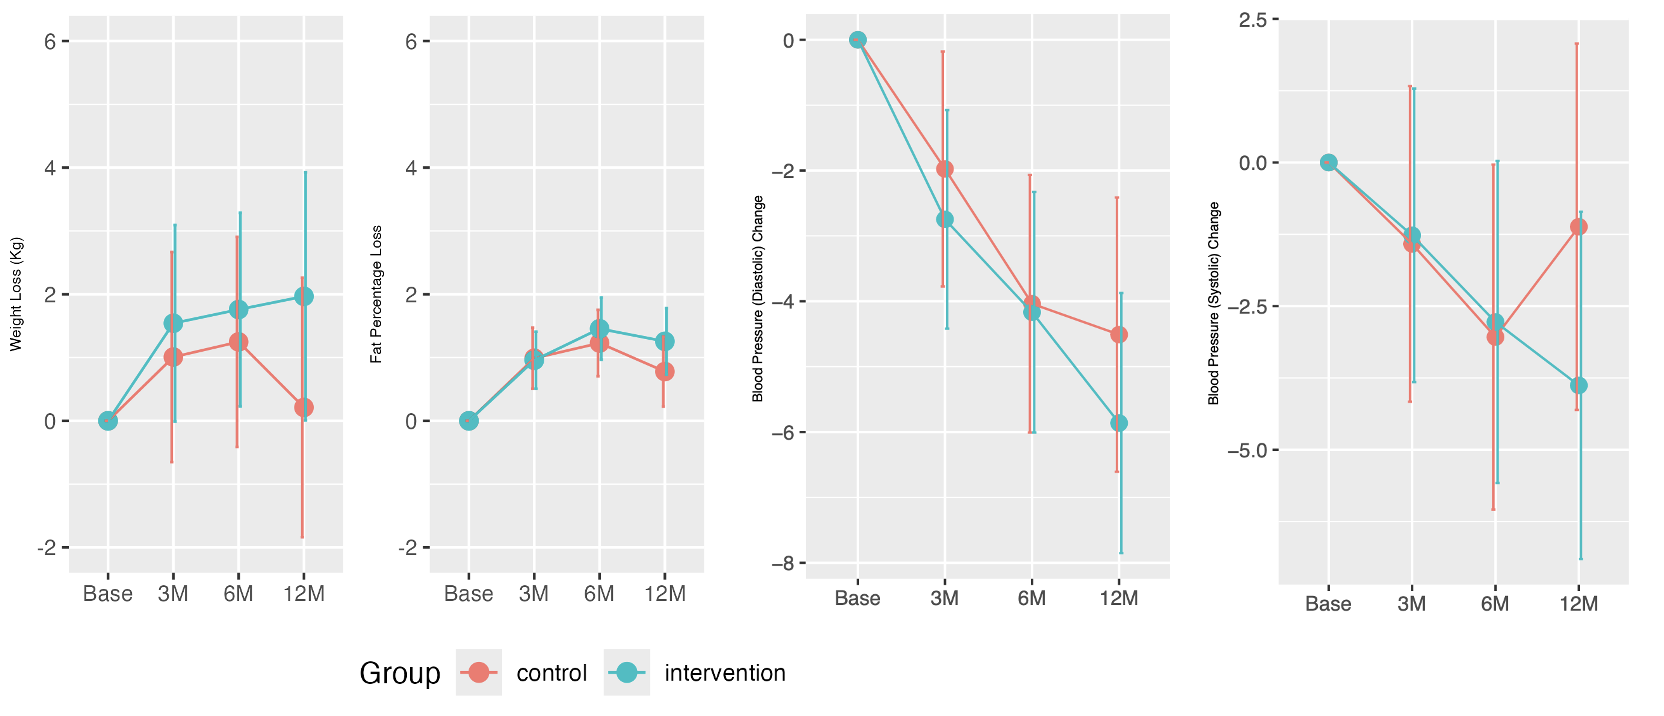 Weight Loss (Kg)
6
4
2
0
-2
Base 3M 6M 12M
Fat Percentage Loss
6
4
2
0
-2
Base 3M 6M 12M
Blood Pressure (Diastolic) Change
0
−2
−4
−6
−8
Base 3M 6M 12M
Blood Pressure (Systolic) Change
2.5
0.0
−2.5
−5.0
Base 3M 6M 12M
Group control intervention